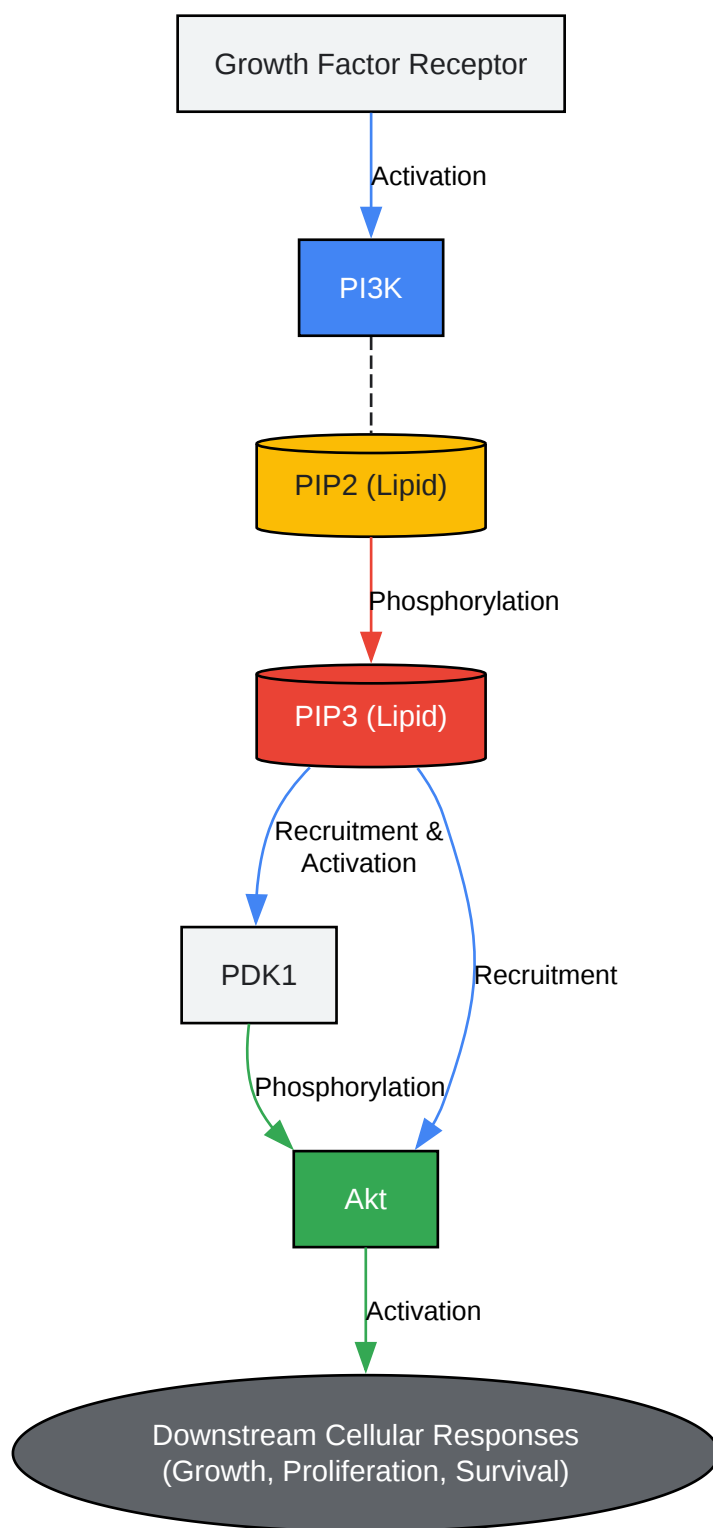 Growth Factor Receptor
Activation
PI3K
PIP2 (Lipid)
Phosphorylation
PIP3 (Lipid)
Recruitment &
Activation
PDK1
Recruitment
Phosphorylation
Akt
Activation
Downstream Cellular Responses
(Growth, Proliferation, Survival)